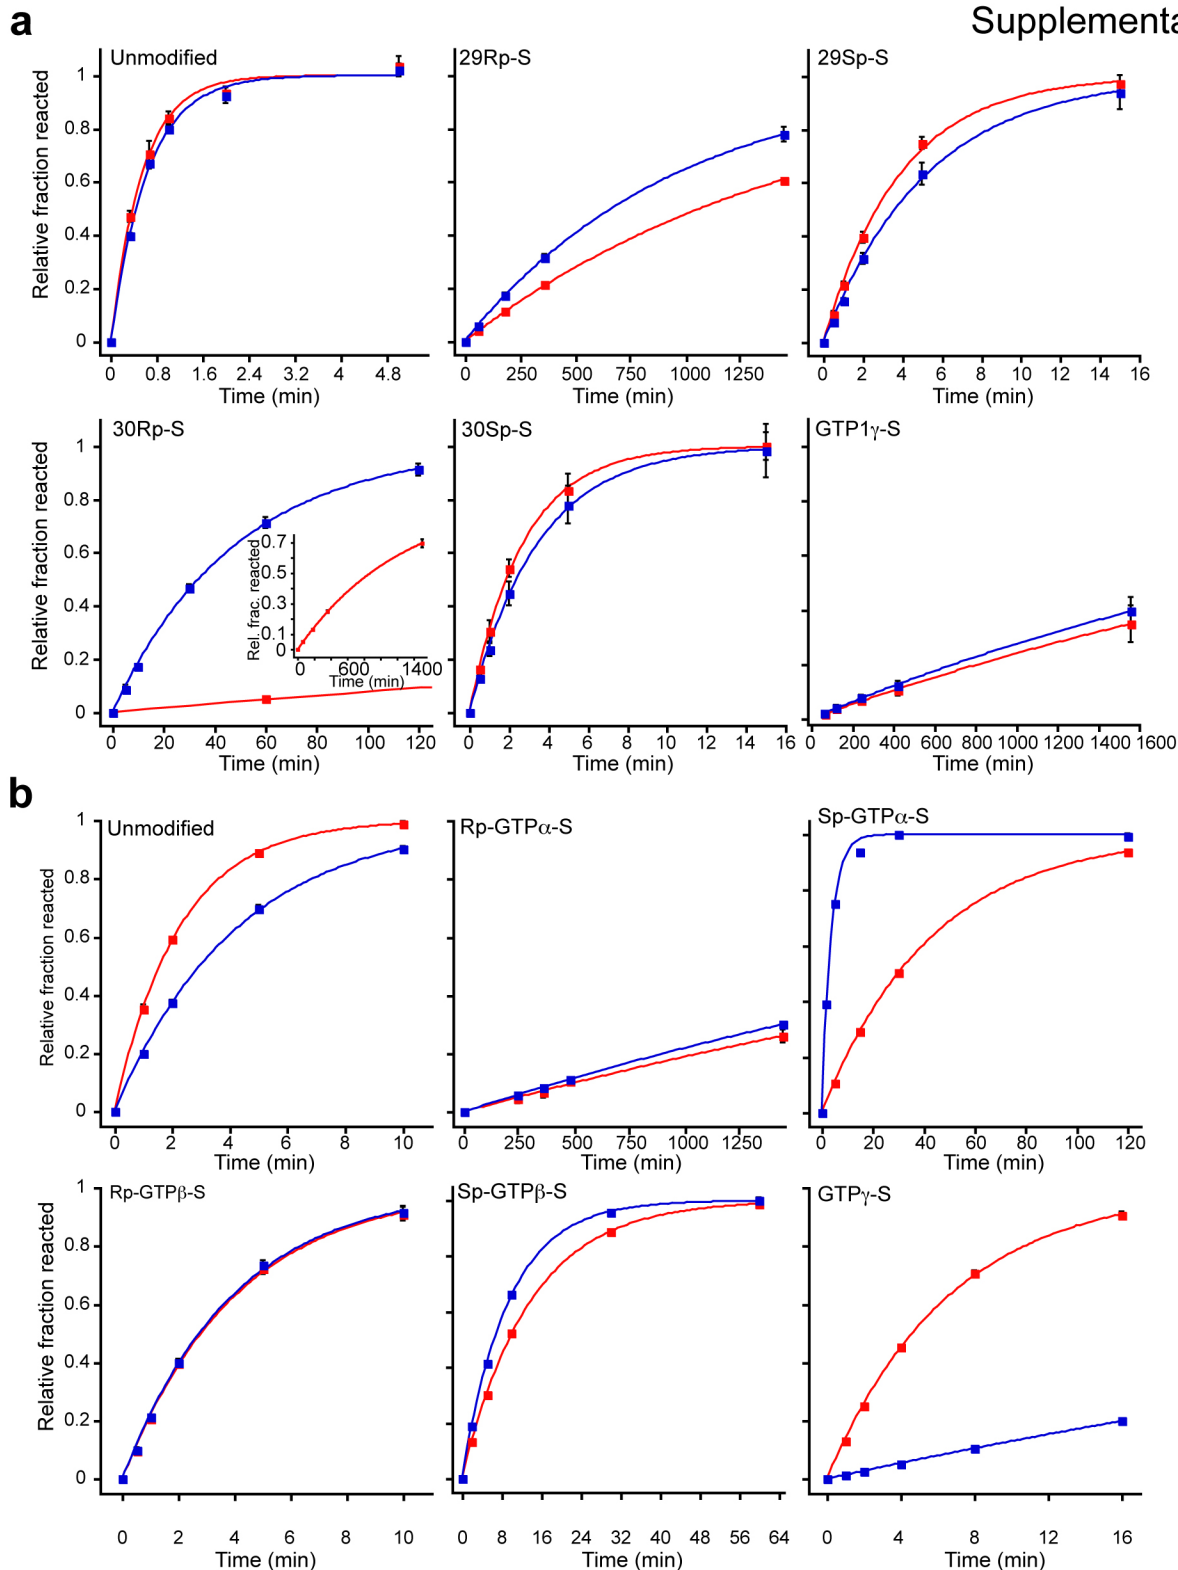 a
Supplementa
Unmodified
29Rp-S
29Sp-S
Relative fraction reacted
1
0.8
0.6
0.4
0.2
0
0 0.8 1.6 2.4 3.2 4 4.8
0 250 500 750 1000 1250
0 2 4 6 8 10 12 14 16
Time (min)
Time (min)
Time (min)
30Rp-S
30Sp-S
GTP1γ-S
Relative fraction reacted
1
0.8
0.6
0.4
0.2
0
Rel. frac. reacted
0.7
0.5
0.3
0.1
0
0 600 1400
Time (min)
0 20 40 60 80 100 120
0 2 4 6 8 10 12 14 16
0 200 400 600 800 1000 1200 1400 1600
Time (min)
Time (min)
Time (min)
b
Unmodified
Rp-GTPα-S
Sp-GTPα-S
Relative fraction reacted
1
0.8
0.6
0.4
0.2
0
0 2 4 6 8 10
0 250 500 750 1000 1250
0 20 40 60 80 100 120
Time (min)
Time (min)
Time (min)
Rp-GTPβ-S
Sp-GTPβ-S
GTPγ-S
Relative fraction reacted
1
0.8
0.6
0.4
0.2
0
0 2 4 6 8 10
0 8 16 24 32 40 48 56 64
0 4 8 12 16
Time (min)
Time (min)
Time (min)